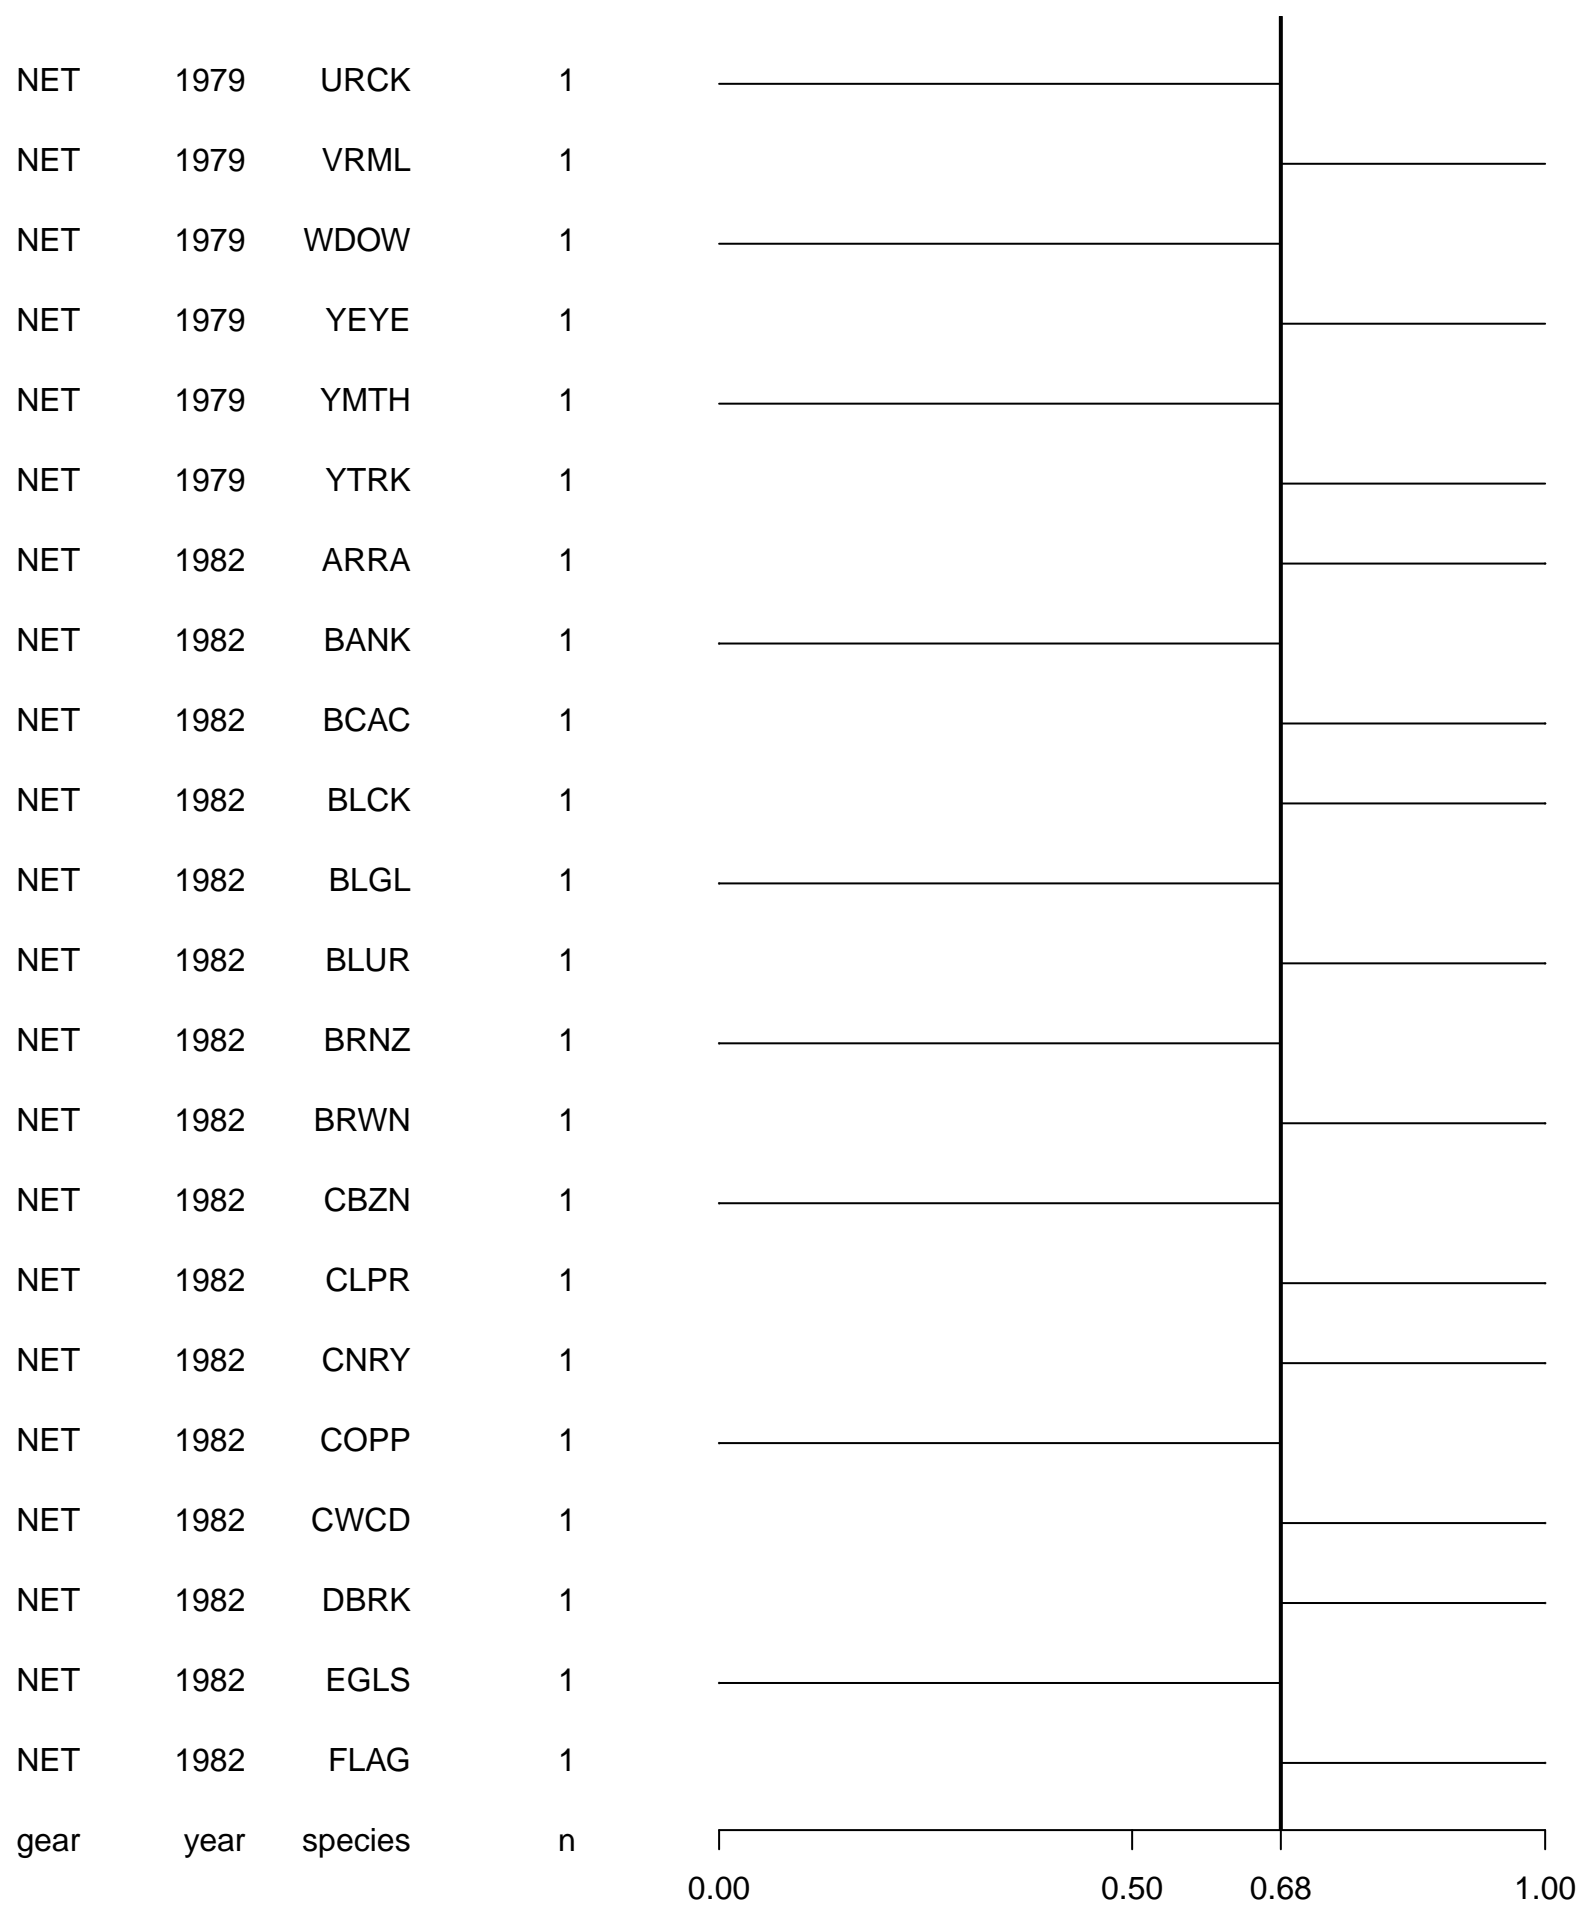 NET 1979 URCK 1
NET 1979 VRML 1
NET 1979 WDOW 1
NET 1979 YEYE 1
NET 1979 YMTH 1
NET 1979 YTRK 1
NET 1982 ARRA 1
NET 1982 BANK 1
NET 1982 BCAC 1
NET 1982 BLCK 1
NET 1982 BLGL 1
NET 1982 BLUR 1
NET 1982 BRNZ 1
NET 1982 BRWN 1
NET 1982 CBZN 1
NET 1982 CLPR 1
NET 1982 CNRY 1
NET 1982 COPP 1
NET 1982 CWCD 1
NET 1982 DBRK 1
NET 1982 EGLS 1
NET 1982 FLAG 1
gear year species n
0.00 0.50 0.68 1.00